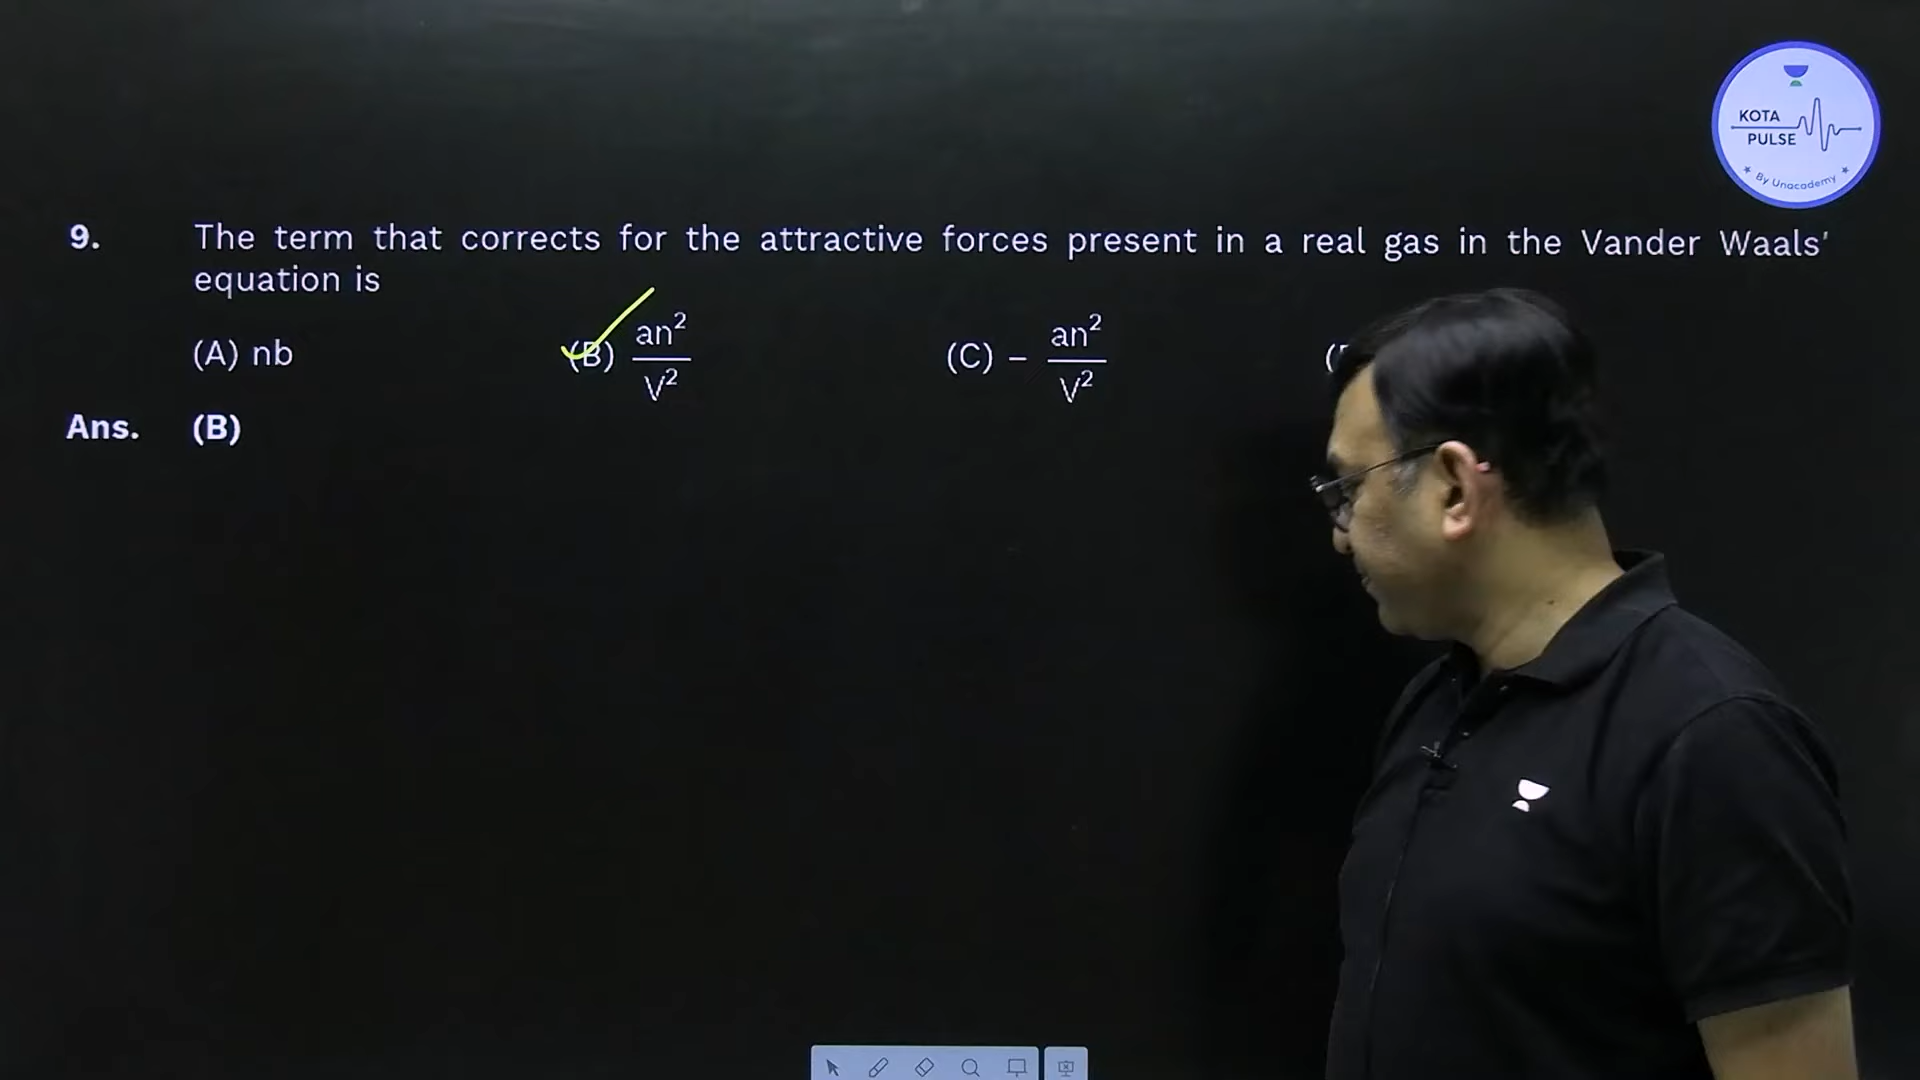 KOTA
PULSE
★ By Unacademy ★
9. The term that corrects for the attractive forces present in a real gas in the Vander Waals'
equation is
(A) nb (B) an²/V² (C) – an²/V²
Ans. (B)